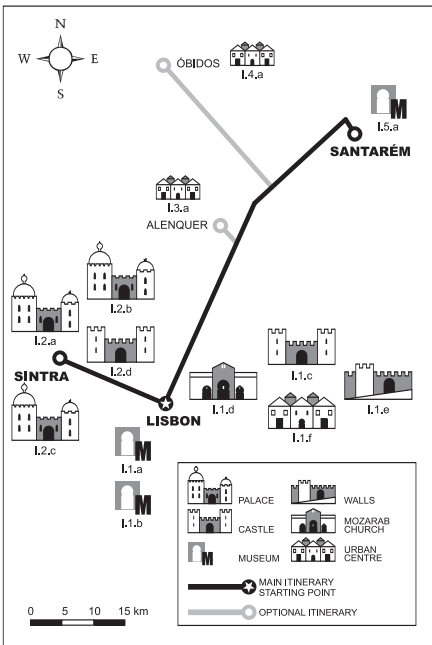 N
W E
S
ÓBIDOS
I.4.a
M
I.5.a
SANTARÉM
I.3.a
ALENQUER
I.2.b
I.2.a
I.2.d
SINTRA
I.2.c
LISBON
I.1.d
I.1.c
I.1.e
I.1.f
M
I.1.a
M
I.1.b
PALACE
WALLS
CASTLE
MOZARAB
CHURCH
M
MUSEUM
URBAN
CENTRE
MAIN ITINERARY
STARTING POINT
OPTIONAL ITINERARY
0 5 10 15 km